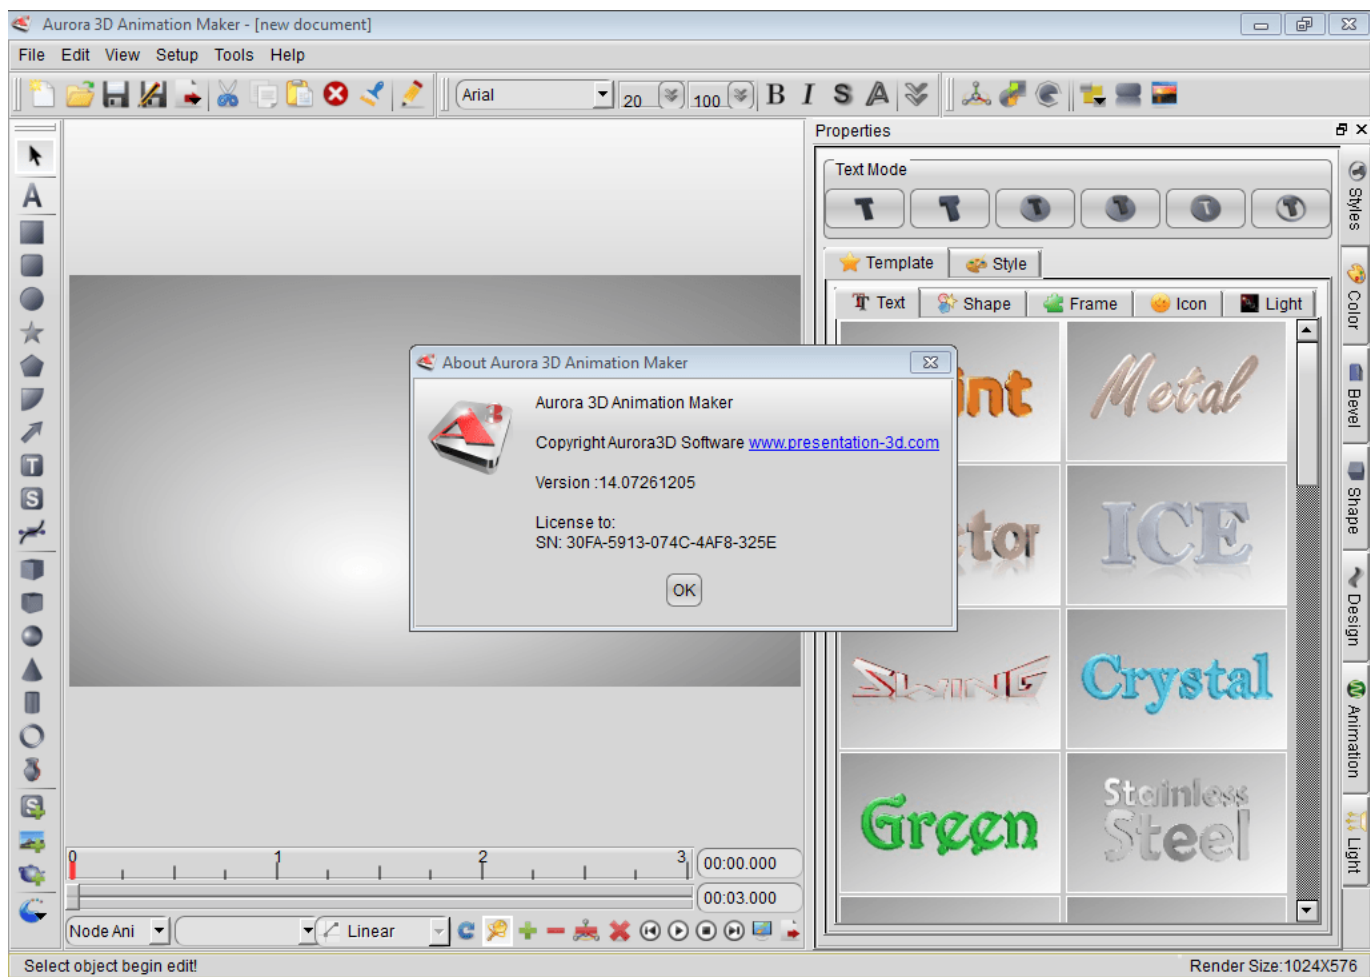 Aurora 3D Animation Maker - [new document]
File Edit View Setup Tools Help
Arial 20 100 B I S A
Properties
Text Mode
Template Style
Text Shape Frame Icon Light
Styles
Color
Bevel
Shape
Design
Animation
Light
Metal
ICE
SWING
Crystal
Green
Stainless
Steel
About Aurora 3D Animation Maker
Aurora 3D Animation Maker
Copyright Aurora3D Software www.presentation-3d.com
Version :14.07261205
License to:
SN: 30FA-5913-074C-4AF8-325E
OK
0 1 2 3 00:00.000
00:03.000
Node Ani Linear
Select object begin edit! Render Size:1024X576